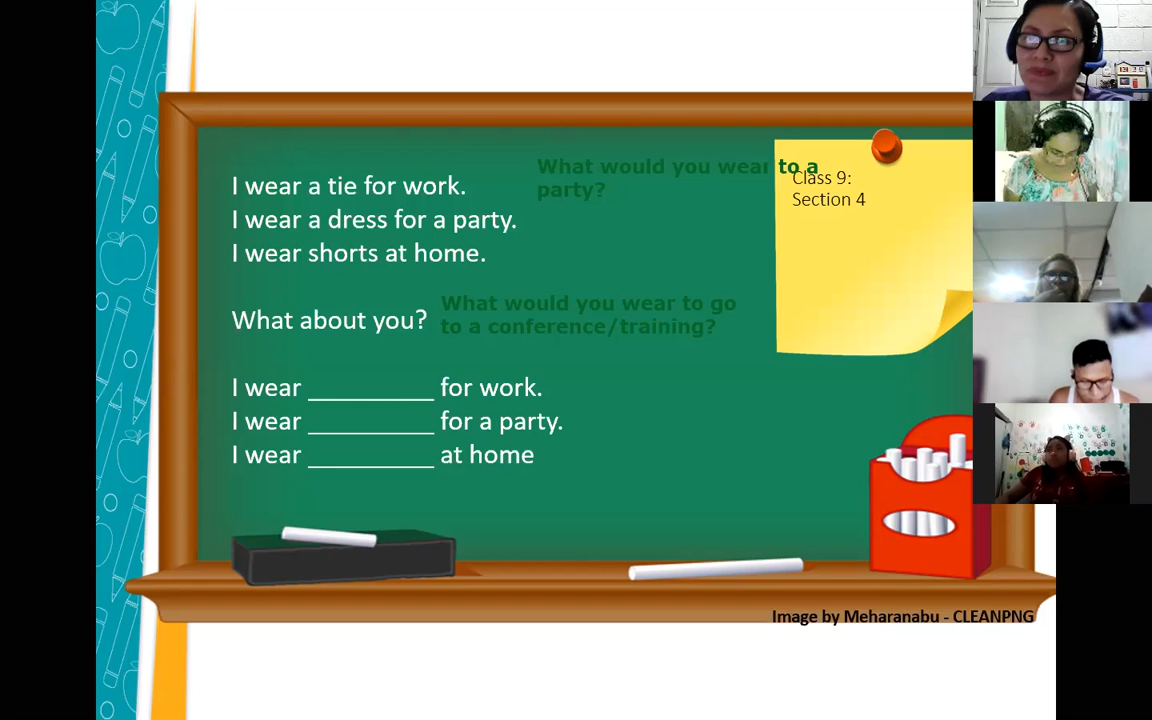 I wear a tie for work.
I wear a dress for a party.
I wear shorts at home.
What would you wear to a
party?
Class 9:
Section 4
What about you?
What would you wear to go
to a conference/training?
I wear __________ for work.
I wear __________ for a party.
I wear __________ at home
Image by Meharanabu - CLEANPNG